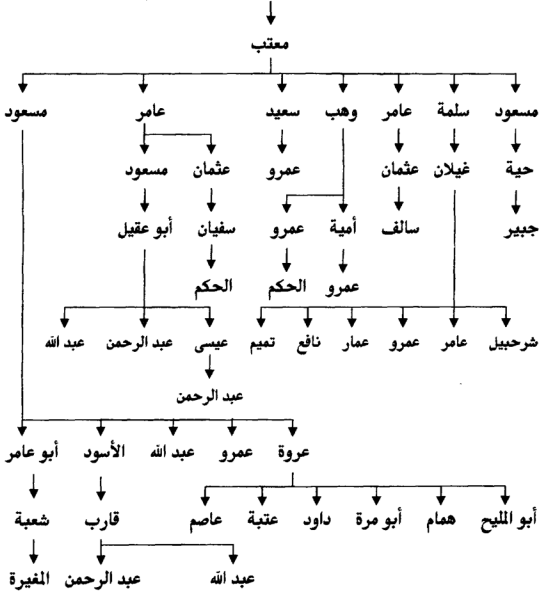 معتب
مسعود سلمة عامر وهب سعيد عامر مسعود
حية غيلان عثمان عمرو عثمان مسعود
جبير سالف أمية عمرو سفيان أبو عقيل
عمرو الحكم الحكم
شرحبيل عامر عمرو عمار نافع تميم عيسى عبد الرحمن عبد الله
عبد الرحمن
عروة عمرو عبد الله الأسود أبو عامر
أبو المليح همام أبو مرة داود عتبة عاصم قارب شعبة
عبد الله عبد الرحمن المغيرة